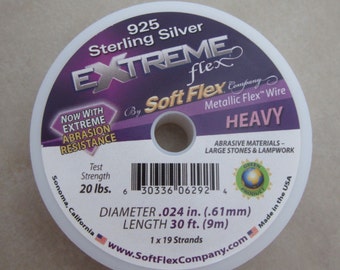 925
Sterling Silver
EXTREME
flex
By Soft Flex Company
Metallic Flex™ Wire
HEAVY
NOW WITH
EXTREME
ABRASION
RESISTANCE
ABRASIVE MATERIALS –
LARGE STONES & LAMPWORK
Test
Strength
20 lbs.
6 30336 06292 4
DIAMETER .024 in. (.61mm)
LENGTH 30 ft. (9m)
1 x 19 Strands
Sonoma, California
www.SoftFlexCompany.com
Made in the USA